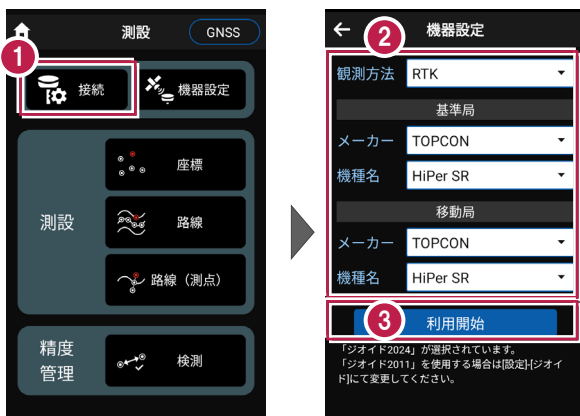 測設
GNSS
1
接続
機器設定
測設
座標
路線
路線（測点）
精度
管理
検測
機器設定
2
観測方法 RTK
基準局
メーカー TOPCON
機種名 HiPer SR
移動局
メーカー TOPCON
機種名 HiPer SR
3
利用開始
「ジオイド2024」が選択されています。
「ジオイド2011」を使用する場合は[設定]-[ジオイ
ド]にて変更してください。